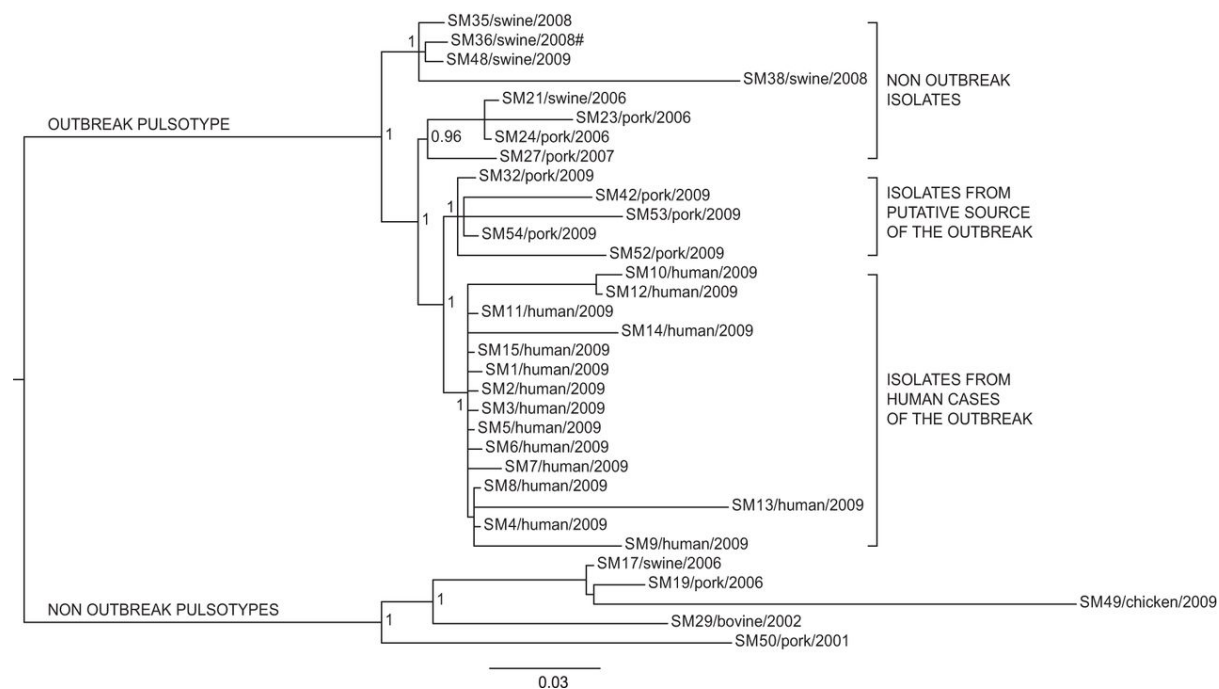 SM35/swine/2008
1
SM36/swine/2008#
SM48/swine/2009
SM38/swine/2008
NON OUTBREAK
ISOLATES
SM21/swine/2006
SM23/pork/2006
OUTBREAK PULSOTYPE
1
0.96
SM24/pork/2006
SM27/pork/2007
SM32/pork/2009
SM42/pork/2009
ISOLATES FROM
PUTATIVE SOURCE
OF THE OUTBREAK
1
1
SM53/pork/2009
SM54/pork/2009
SM52/pork/2009
SM10/human/2009
SM12/human/2009
1
SM11/human/2009
SM14/human/2009
SM15/human/2009
SM1/human/2009
SM2/human/2009
ISOLATES FROM
HUMAN CASES
OF THE OUTBREAK
1
SM3/human/2009
SM5/human/2009
SM6/human/2009
SM7/human/2009
SM8/human/2009
SM13/human/2009
SM4/human/2009
SM9/human/2009
SM17/swine/2006
SM19/pork/2006
1
SM49/chicken/2009
NON OUTBREAK PULSOTYPES
1
SM29/bovine/2002
SM50/pork/2001
0.03